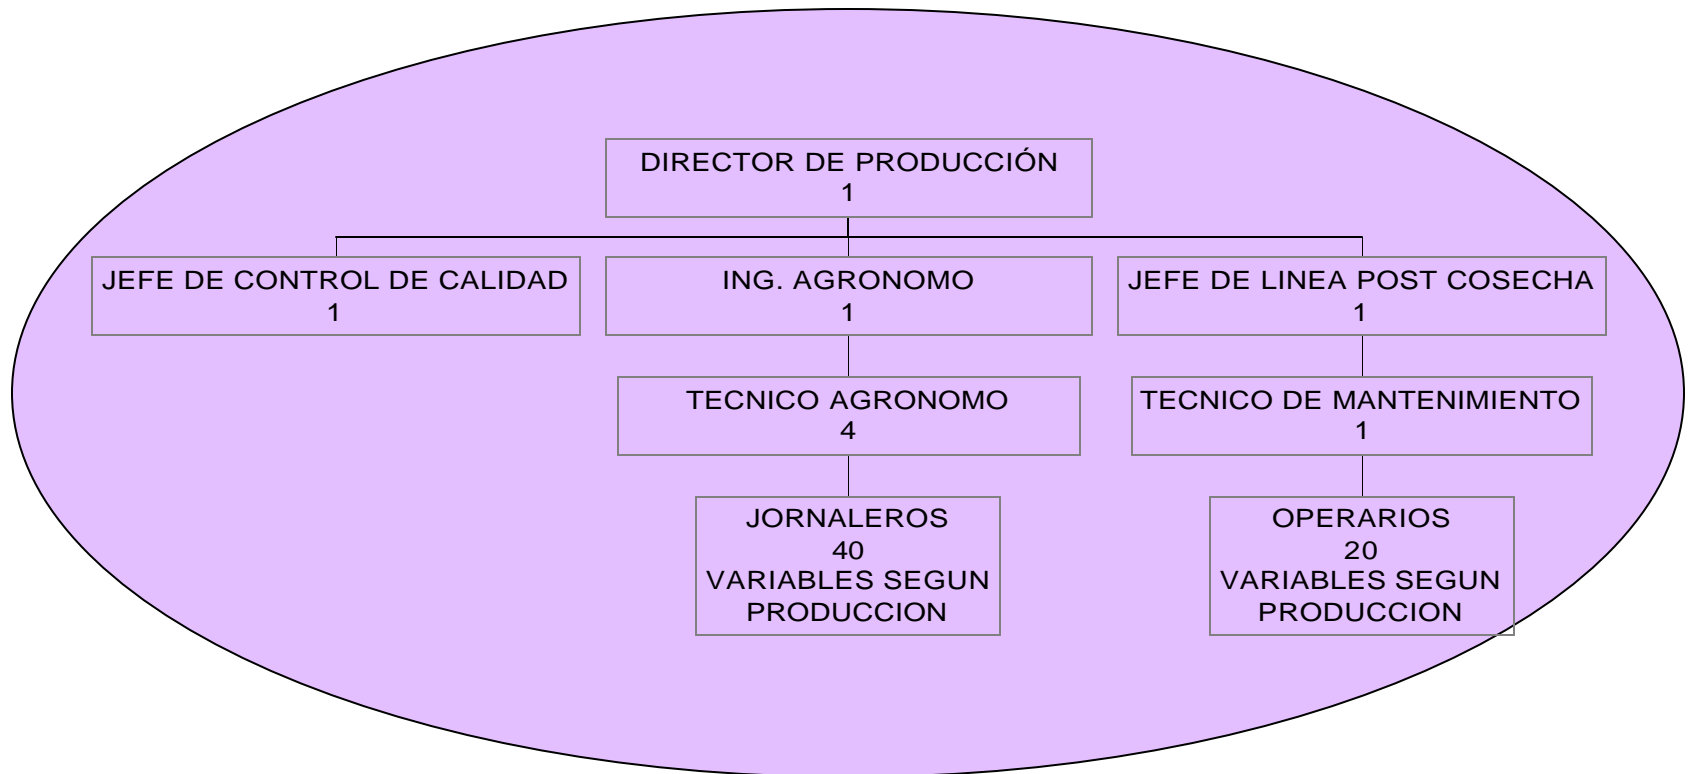 DIRECTOR DE PRODUCCIÓN
1
JEFE DE CONTROL DE CALIDAD
1
ING. AGRONOMO
1
JEFE DE LINEA POST COSECHA
1
TECNICO AGRONOMO
4
TECNICO DE MANTENIMIENTO
1
JORNALEROS
40
VARIABLES SEGUN
PRODUCCION
OPERARIOS
20
VARIABLES SEGUN
PRODUCCION